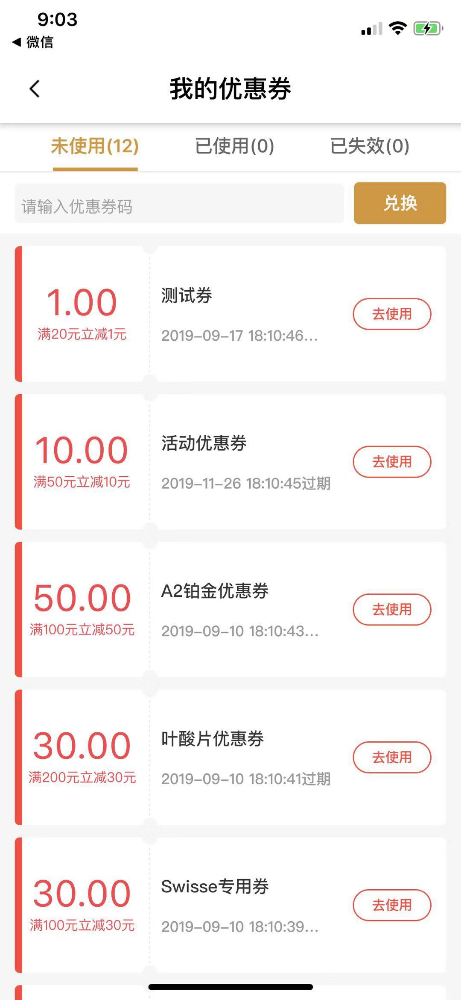 9:03
微信
我的优惠券
未使用(12) 已使用(0) 已失效(0)
请输入优惠券码 兑换
1.00
满20元立减1元
测试券
2019-09-17 18:10:46...
去使用
10.00
满50元立减10元
活动优惠券
2019-11-26 18:10:45过期
去使用
50.00
满100元立减50元
A2铂金优惠券
2019-09-10 18:10:43...
去使用
30.00
满200元立减30元
叶酸片优惠券
2019-09-10 18:10:41过期
去使用
30.00
满100元立减30元
Swisse专用券
2019-09-10 18:10:39...
去使用